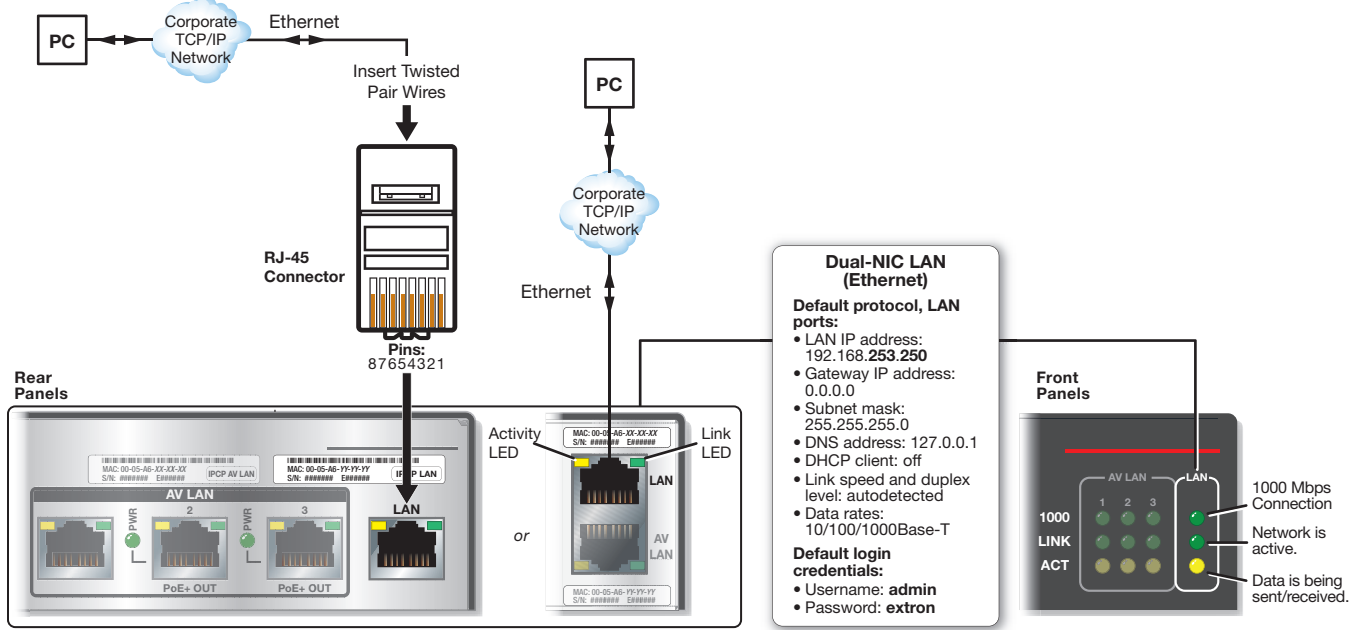 PC
Corporate
TCP/IP
Network
Ethernet
Insert Twisted
Pair Wires
RJ-45
Connector
Pins:
87654321
PC
Corporate
TCP/IP
Network
Ethernet
Rear
Panels
MAC: 00-05-A6-XX-XX-XX
S/N: ####### E######
IPCP AV LAN
MAC: 00-05-A6-YY-YY-YY
S/N: ####### E######
IPCP LAN
AV LAN
PWR
2
PWR
3
LAN
PoE+ OUT
PoE+ OUT
or
MAC: 00-05-A6-XX-XX-XX
S/N: ####### E######
Activity
LED
Link
LED
LAN
AV
LAN
MAC: 00-05-A6-YY-YY-YY
S/N: ####### E######
Dual-NIC LAN
(Ethernet)
Default protocol, LAN
ports:
• LAN IP address:
192.168.253.250
• Gateway IP address:
0.0.0.0
• Subnet mask:
255.255.255.0
• DNS address: 127.0.0.1
• DHCP client: off
• Link speed and duplex
level: autodetected
• Data rates:
10/100/1000Base-T
Default login
credentials:
• Username: admin
• Password: extron
Front
Panels
AV LAN
LAN
1 2 3
1000
LINK
ACT
1000 Mbps
Connection
Network is
active.
Data is being
sent/received.